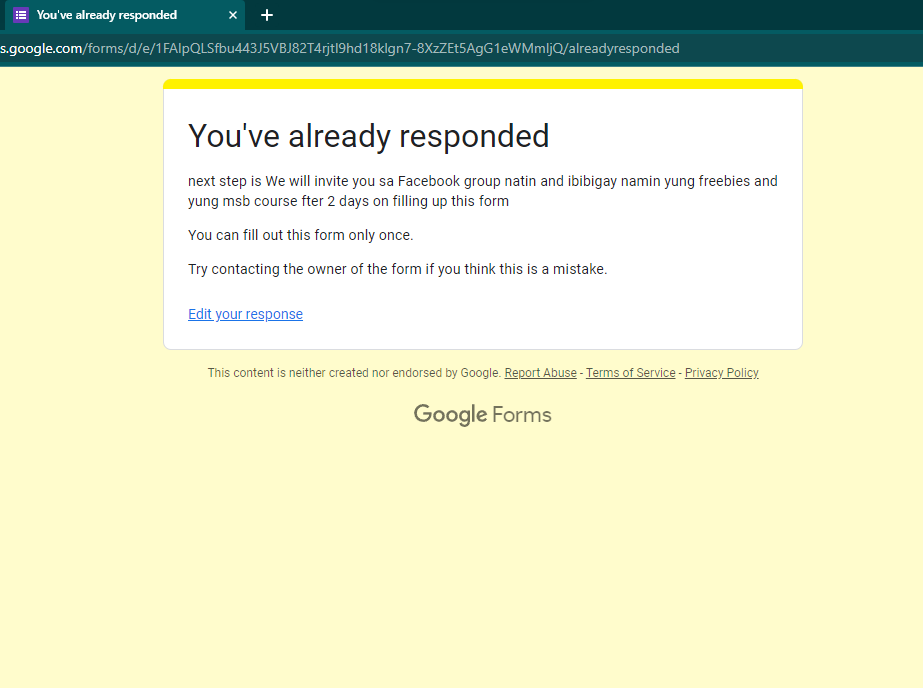 You've already responded
s.google.com/forms/d/e/1FAIpQLSfbu443J5VBJ82T4rjtI9hd18kIgn7-8XzZEt5AgG1eWMmIjQ/alreadyresponded
You've already responded
next step is We will invite you sa Facebook group natin and ibibigay namin yung freebies and
yung msb course fter 2 days on filling up this form
You can fill out this form only once.
Try contacting the owner of the form if you think this is a mistake.
Edit your response
This content is neither created nor endorsed by Google. Report Abuse - Terms of Service - Privacy Policy
Google Forms